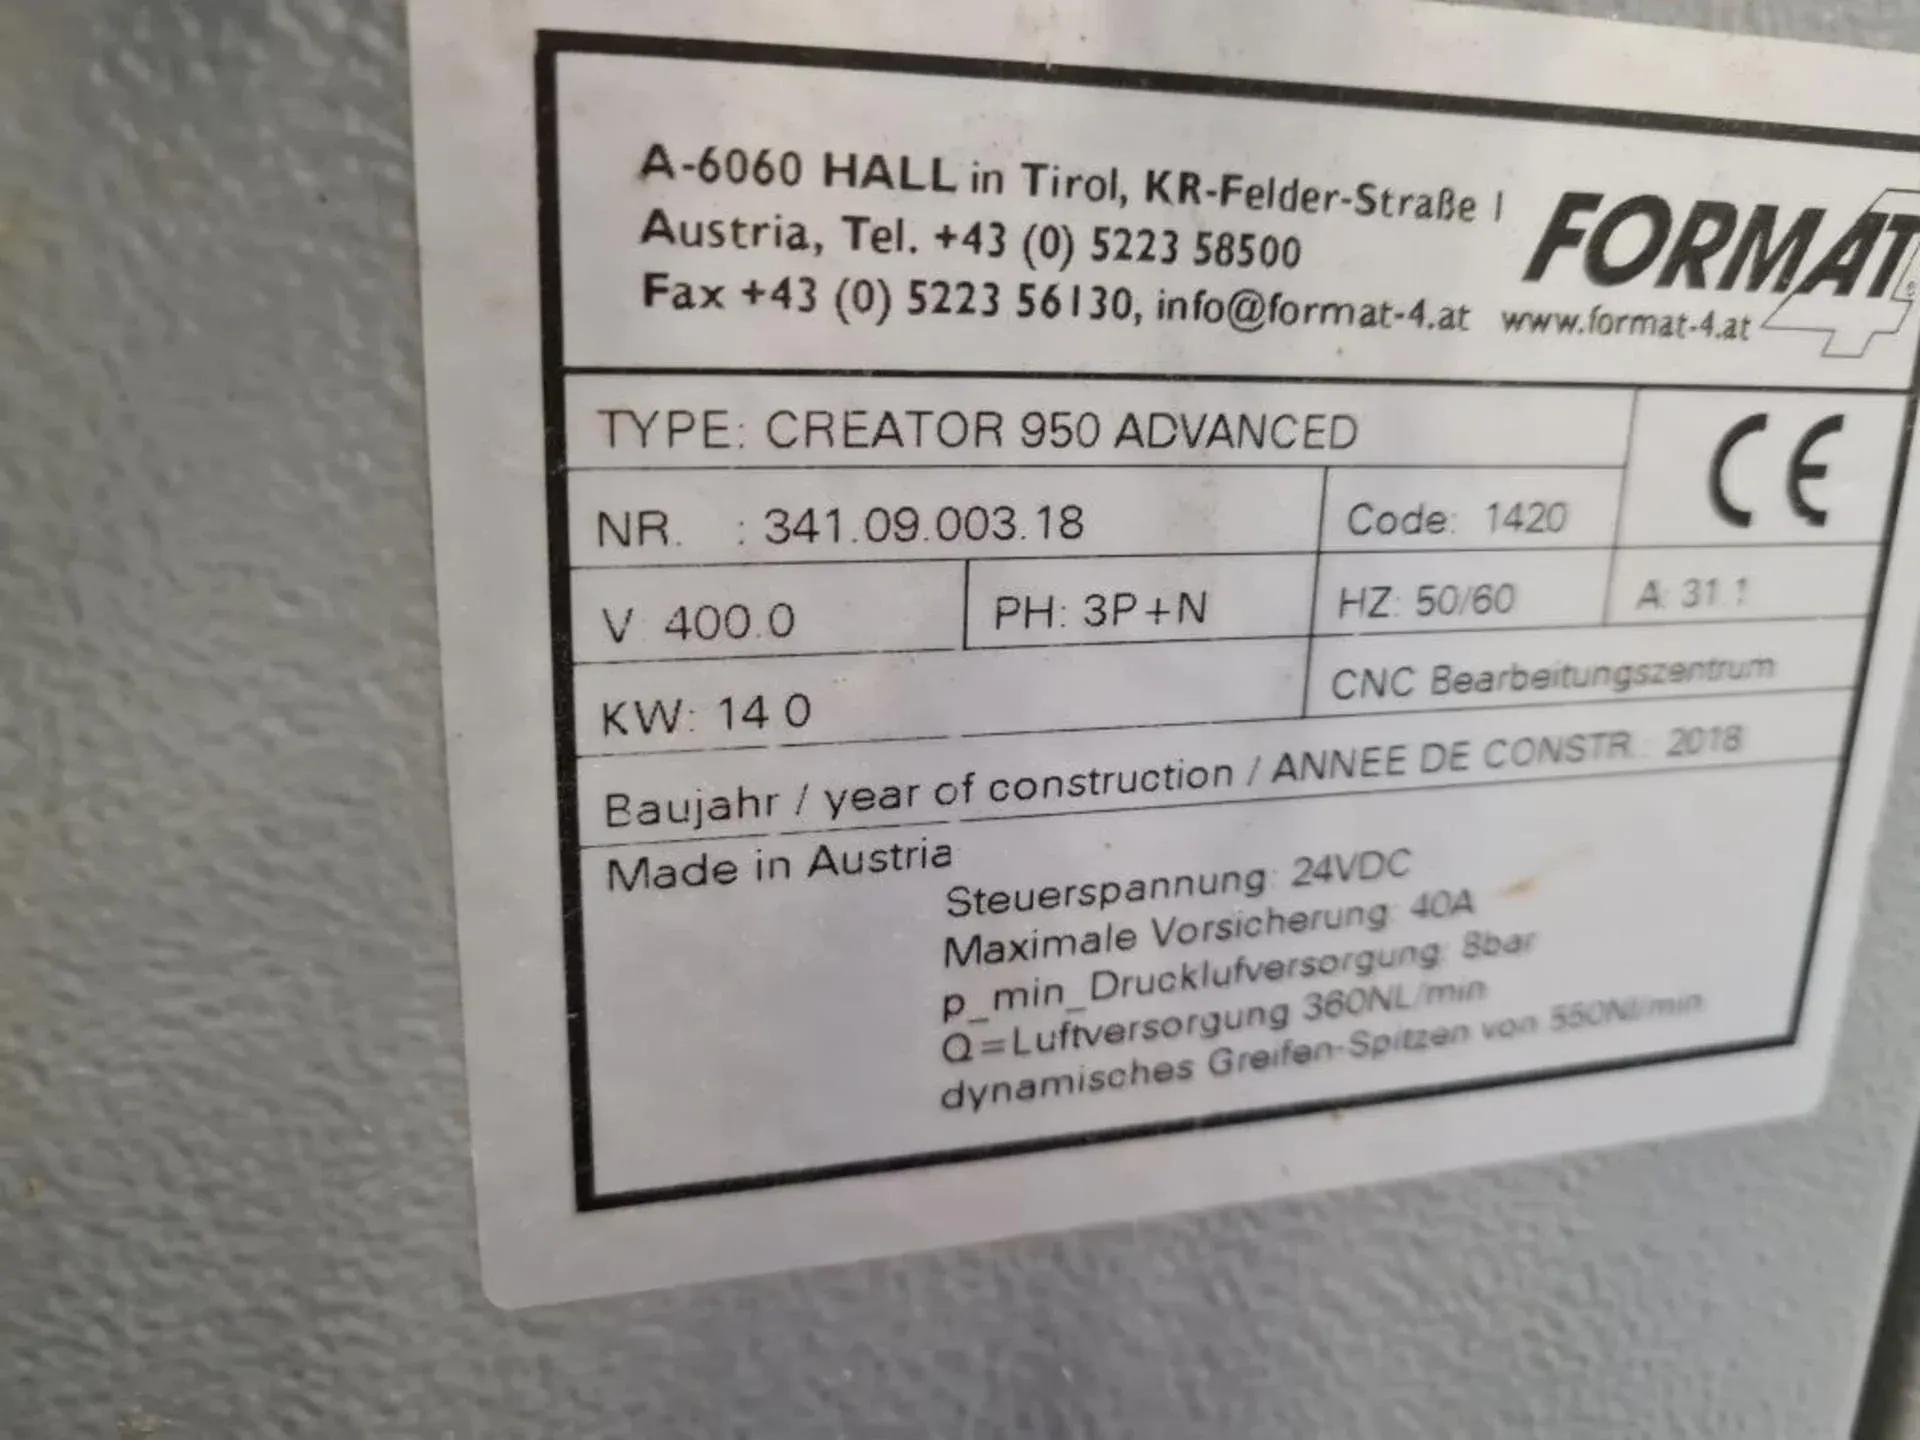 A-6060 HALL in Tirol, KR-Felder-Straße 1
Austria, Tel. +43 (0) 5223 58500
Fax +43 (0) 5223 56130, info@format-4.at www.format-4.at
FORMAT 4
TYPE: CREATOR 950 ADVANCED
NR. : 341.09.003.18
Code: 1420
CE
V: 400.0
PH: 3P+N
HZ: 50/60
A: 31.1
KW: 14.0
CNC Bearbeitungszentrum
Baujahr / year of construction / ANNEE DE CONSTR.: 2018
Made in Austria
Steuerspannung: 24VDC
Maximale Vorsicherung: 40A
p_min_Drucklufversorgung: 8bar
Q=Luftversorgung 360NL/min
dynamisches Greifen-Spitzen von 550Nl/min